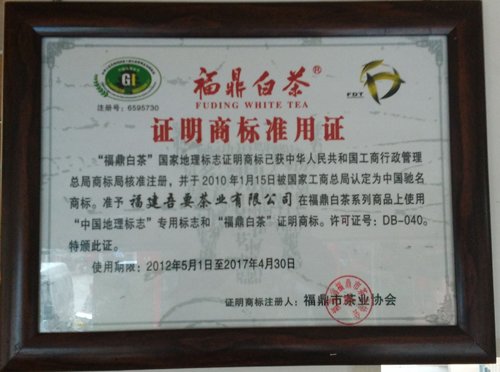 GI
注册号：6595730
福鼎白茶®
FUDING WHITE TEA
FDT
证明商标准用证
“福鼎白茶”国家地理标志证明商标已获中华人民共和国工商行政管理
总局商标局核准注册，并于2010年1月15日被国家工商总局认定为中国驰名
商标。准予 福建吾要茶业有限公司 在福鼎白茶系列商品上使用
“中国地理标志”专用标志和“福鼎白茶”证明商标。许可证号：DB-040。
特颁此证。
使用期限：2012年5月1日至2017年4月30日
证明商标注册人：福鼎市茶业协会